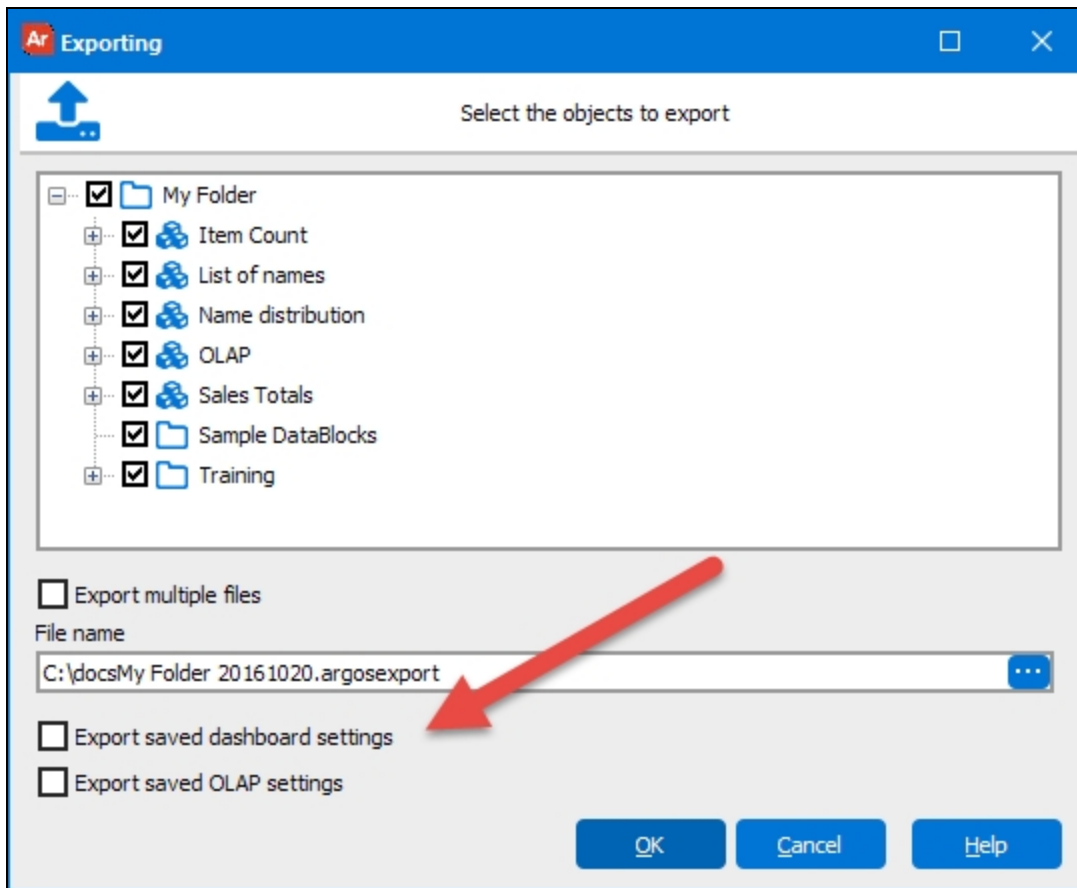 Ar Exporting
Select the objects to export
My Folder
Item Count
List of names
Name distribution
OLAP
Sales Totals
Sample DataBlocks
Training
Export multiple files
File name
C:\docsMy Folder 20161020.argosexport
Export saved dashboard settings
Export saved OLAP settings
OK Cancel Help